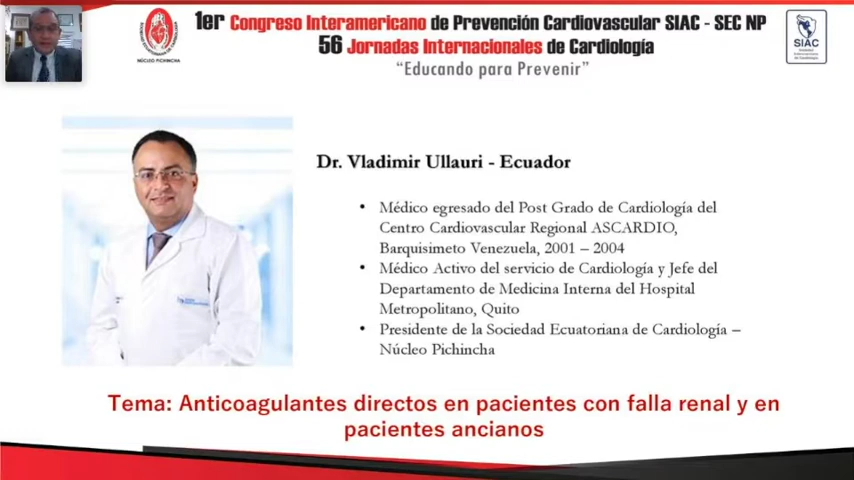 1er Congreso Interamericano de Prevención Cardiovascular SIAC - SEC NP
56 Jornadas Internacionales de Cardiología
“Educando para Prevenir”
NÚCLEO PICHINCHA
SIAC
Dr. Vladimir Ullauri - Ecuador
• Médico egresado del Post Grado de Cardiología del
Centro Cardiovascular Regional ASCARDIO,
Barquisimeto Venezuela, 2001 – 2004
• Médico Activo del servicio de Cardiología y Jefe del
Departamento de Medicina Interna del Hospital
Metropolitano, Quito
• Presidente de la Sociedad Ecuatoriana de Cardiología –
Núcleo Pichincha
Tema: Anticoagulantes directos en pacientes con falla renal y en
pacientes ancianos